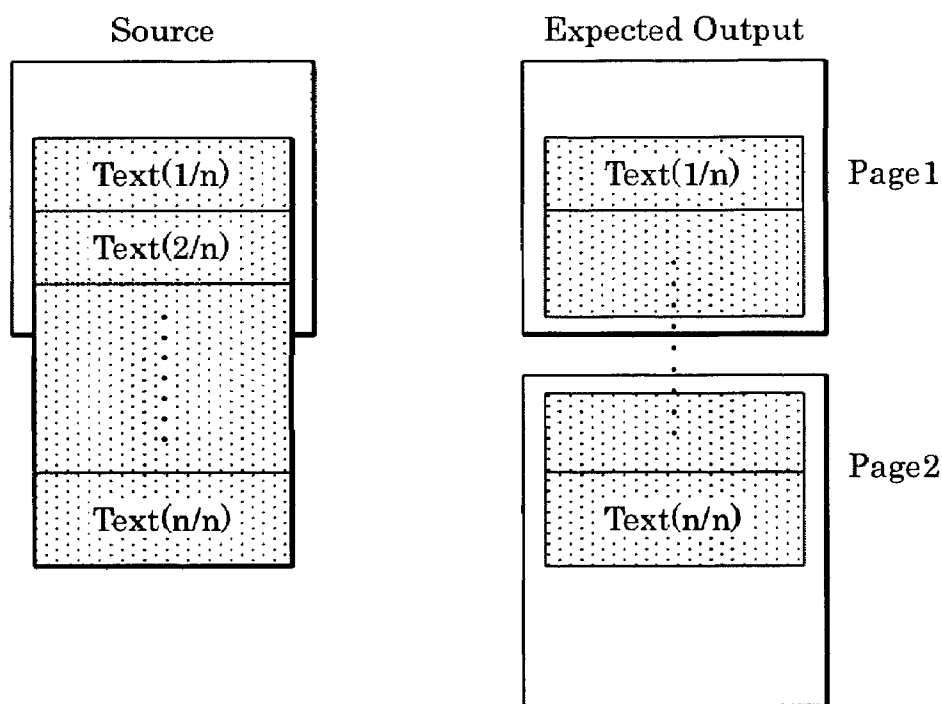 Source
Text(1/n)
Text(2/n)
Text(n/n)
Expected Output
Text(1/n)
Page1
Page2
Text(n/n)